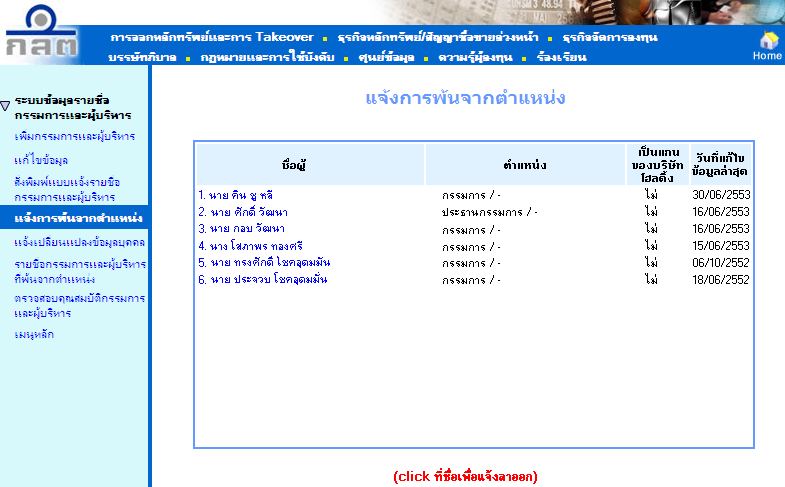 กลต
การออกหลักทรัพย์และการ Takeover ธุรกิจหลักทรัพย์/สัญญาซื้อขายล่วงหน้า ธุรกิจจัดการลงทุน
บรรษัทภิบาล กฎหมายและการใช้บังคับ ศูนย์ข้อมูล ความรู้ผู้ลงทุน ร้องเรียน
Home
ระบบข้อมูลรายชื่อ
กรรมการและผู้บริหาร
เพิ่มกรรมการและผู้บริหาร
แก้ไขข้อมูล
สั่งพิมพ์แบบแจ้งรายชื่อ
กรรมการและผู้บริหาร
แจ้งการพ้นจากตำแหน่ง
แจ้งเปลี่ยนแปลงข้อมูลบุคคล
รายชื่อกรรมการและผู้บริหาร
ที่พ้นจากตำแหน่ง
ตรวจสอบคุณสมบัติกรรมการ
และผู้บริหาร
เมนูหลัก
แจ้งการพ้นจากตำแหน่ง
ชื่อผู้ ตำแหน่ง เป็นแกน
ของบริษัท
โฮลดิ้ง วันที่แก้ไข
ข้อมูลล่าสุด
1. นาย คิน ชู หลี กรรมการ / - ไม่ 30/06/2553
2. นาย ศักดิ์ วัฒนา ประธานกรรมการ / - ไม่ 16/06/2553
3. นาย กลบ วัฒนา กรรมการ / - ไม่ 16/06/2553
4. นาง โสภาพร ทองศรี กรรมการ / - ไม่ 15/06/2553
5. นาย ทรงศักดิ์ โชคอุดมมั่น กรรมการ / - ไม่ 06/10/2552
6. นาย ประจวบ โชคอุดมมั่น กรรมการ / - ไม่ 18/06/2552
(click ที่ชื่อเพื่อแจ้งลาออก)